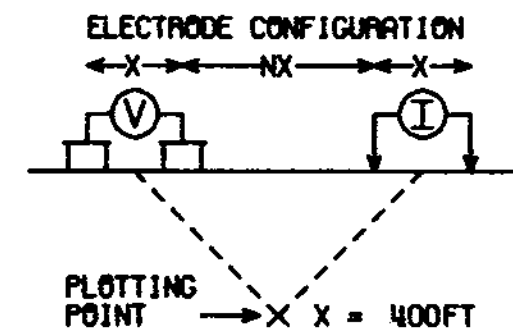 ELECTRODE CONFIGURATION
X NX X
V I
PLOTTING
POINT X X = 400FT